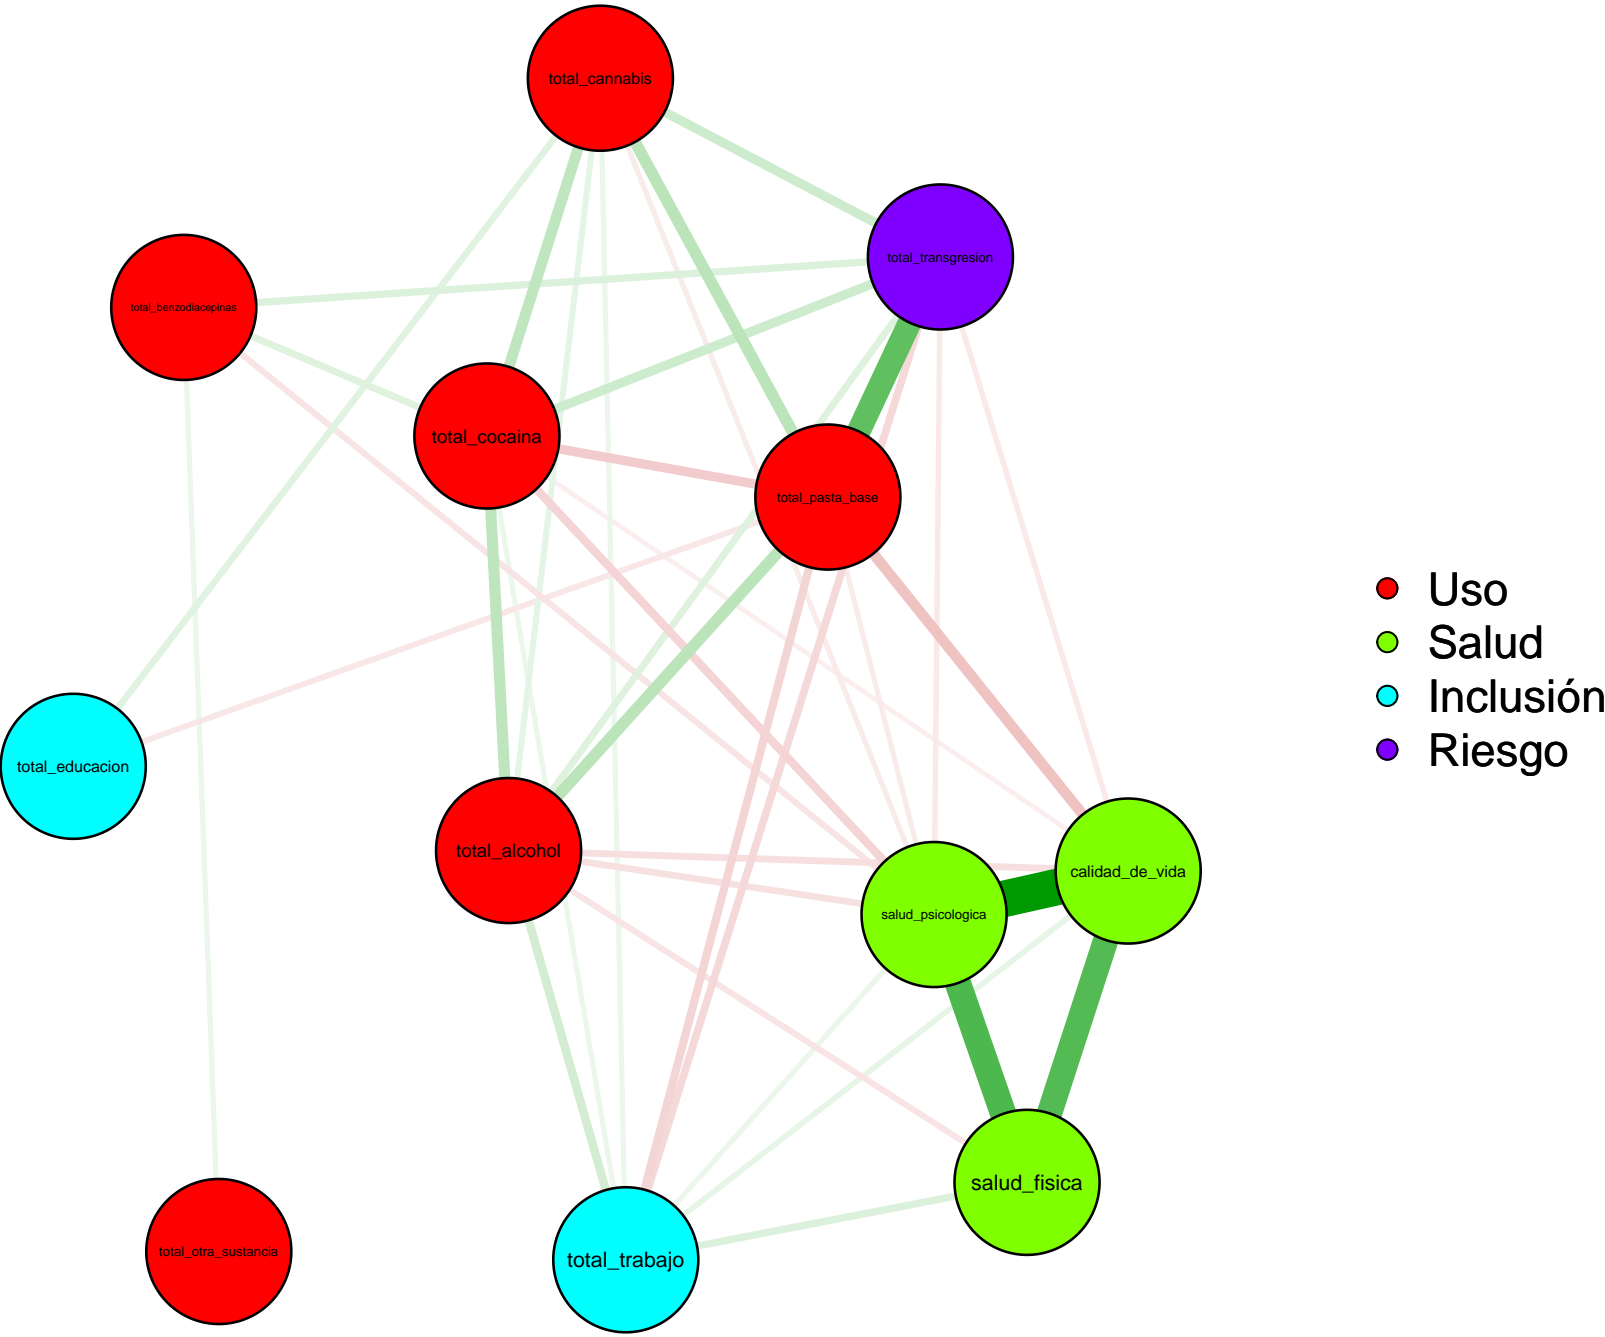 total_cannabis
total_transgresion
total_benzodiacepinas
total_cocaina
total_pasta_base
total_educacion
total_alcohol
calidad_de_vida
salud_psicologica
salud_fisica
total_otra_sustancia
total_trabajo
Uso
Salud
Inclusión
Riesgo